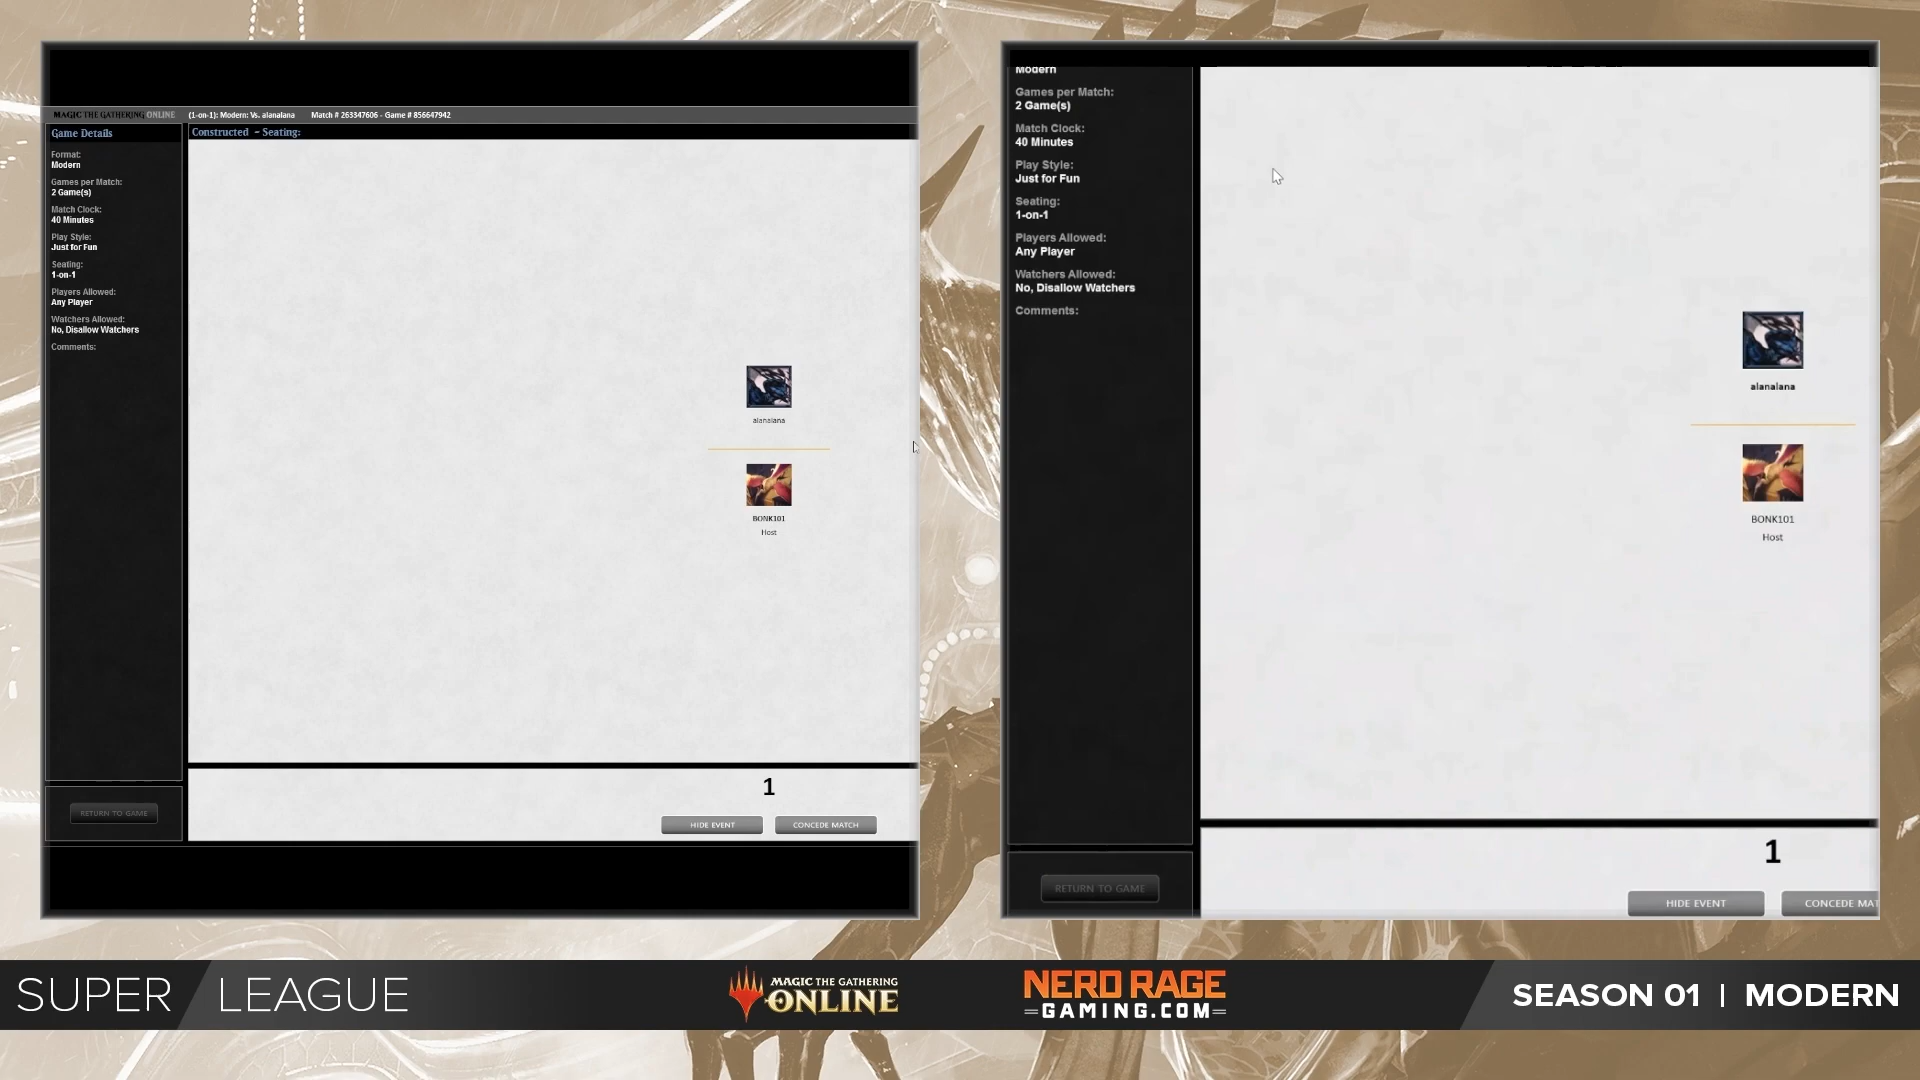 MAGIC THE GATHERING ONLINE (1-on-1): Modern: Vs. alanalana Match # 263347606 - Game # 856647942
Game Details
Constructed - Seating:
Format:
Modern
Games per Match:
2 Game(s)
Match Clock:
40 Minutes
Play Style:
Just for Fun
Seating:
1-on-1
Players Allowed:
Any Player
Watchers Allowed:
No, Disallow Watchers
Comments:
alanalana
BONK101
Host
1
RETURN TO GAME
HIDE EVENT
CONCEDE MATCH
Modern
Games per Match:
2 Game(s)
Match Clock:
40 Minutes
Play Style:
Just for Fun
Seating:
1-on-1
Players Allowed:
Any Player
Watchers Allowed:
No, Disallow Watchers
Comments:
alanalana
BONK101
Host
1
RETURN TO GAME
HIDE EVENT
CONCEDE MAT
SUPER LEAGUE
MAGIC THE GATHERING
ONLINE
NERD RAGE
GAMING.COM
SEASON 01 | MODERN